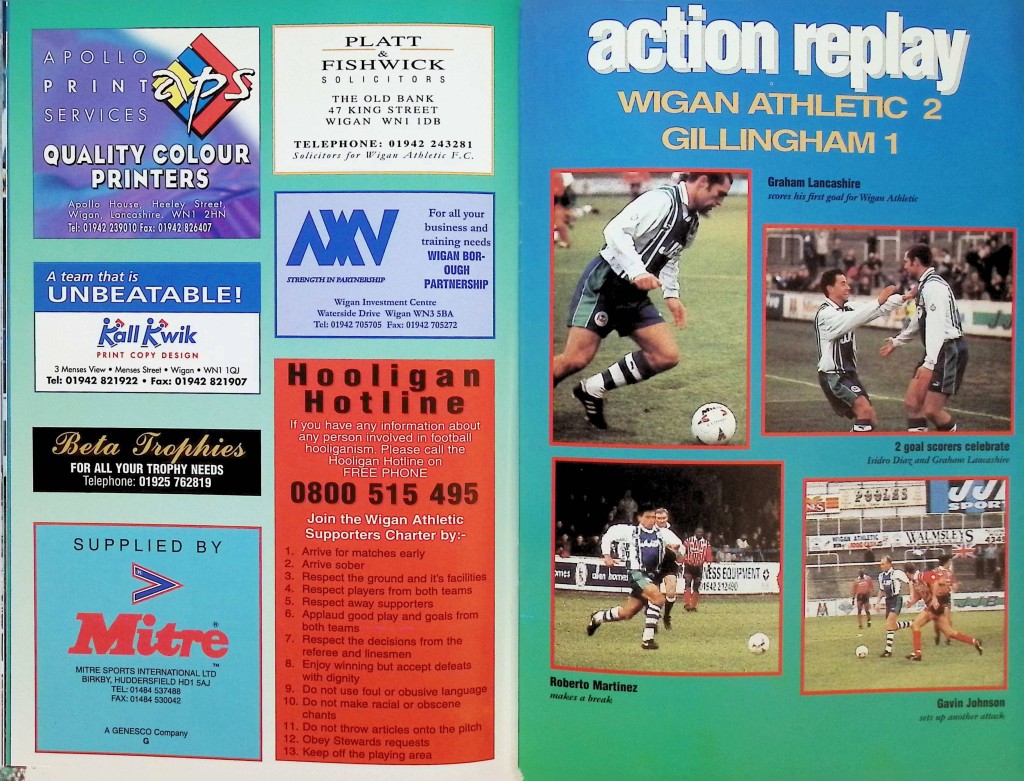 APOLLO
PRINT
SERVICES
aps
QUALITY COLOUR
PRINTERS
Apollo House, Heeley Street,
Wigan, Lancashire. WN1 2HN
Tel: 01942 239010 Fax: 01942 826407
A team that is
UNBEATABLE!
Kall Kwik
PRINT COPY DESIGN
3 Menses View • Menses Street • Wigan • WN1 1QJ
Tel: 01942 821922 • Fax: 01942 821907
Beta Trophies
FOR ALL YOUR TROPHY NEEDS
Telephone: 01925 762819
SUPPLIED BY
Mitre®
™
MITRE SPORTS INTERNATIONAL LTD
BIRKBY, HUDDERSFIELD HD1 5AJ
TEL: 01484 537488
FAX: 01484 530042
A GENESCO Company
G
PLATT
&
FISHWICK
SOLICITORS
THE OLD BANK
47 KING STREET
WIGAN WN1 1DB
TELEPHONE: 01942 243281
Solicitors for Wigan Athletic F.C.
STRENGTH IN PARTNERSHIP
For all your
business and
training needs
WIGAN BOR-
OUGH
PARTNERSHIP
Wigan Investment Centre
Waterside Drive Wigan WN3 5BA
Tel: 01942 705705 Fax: 01942 705272
Hooligan
Hotline
If you have any information about
any person involved in football
hooliganism. Please call the
Hooligan Hotline on
FREE PHONE
0800 515 495
Join the Wigan Athletic
Supporters Charter by:-
1. Arrive for matches early
2. Arrive sober
3. Respect the ground and it's facilities
4. Respect players from both teams
5. Respect away supporters
6. Applaud good play and goals from
both teams
7. Respect the decisions from the
referee and linesmen
8. Enjoy winning but accept defeats
with dignity
9. Do not use foul or obusive language
10. Do not make racial or obscene
chants
11. Do not throw articles onto the pitch
12. Obey Stewards requests
13. Keep off the playing area
action replay
WIGAN ATHLETIC 2
GILLINGHAM 1
Graham Lancashire
scores his first goal for Wigan Athletic
Mitre
2 goal scorers celebrate
Isidro Diaz and Graham Lancashire
allen homes
NESS EQUIPMENT
Roberto Martinez
makes a break
POOLES
JJB
SPOR
WIGAN ATHLETIC
WALMSLEYS
Gavin Johnson
sets up another attack